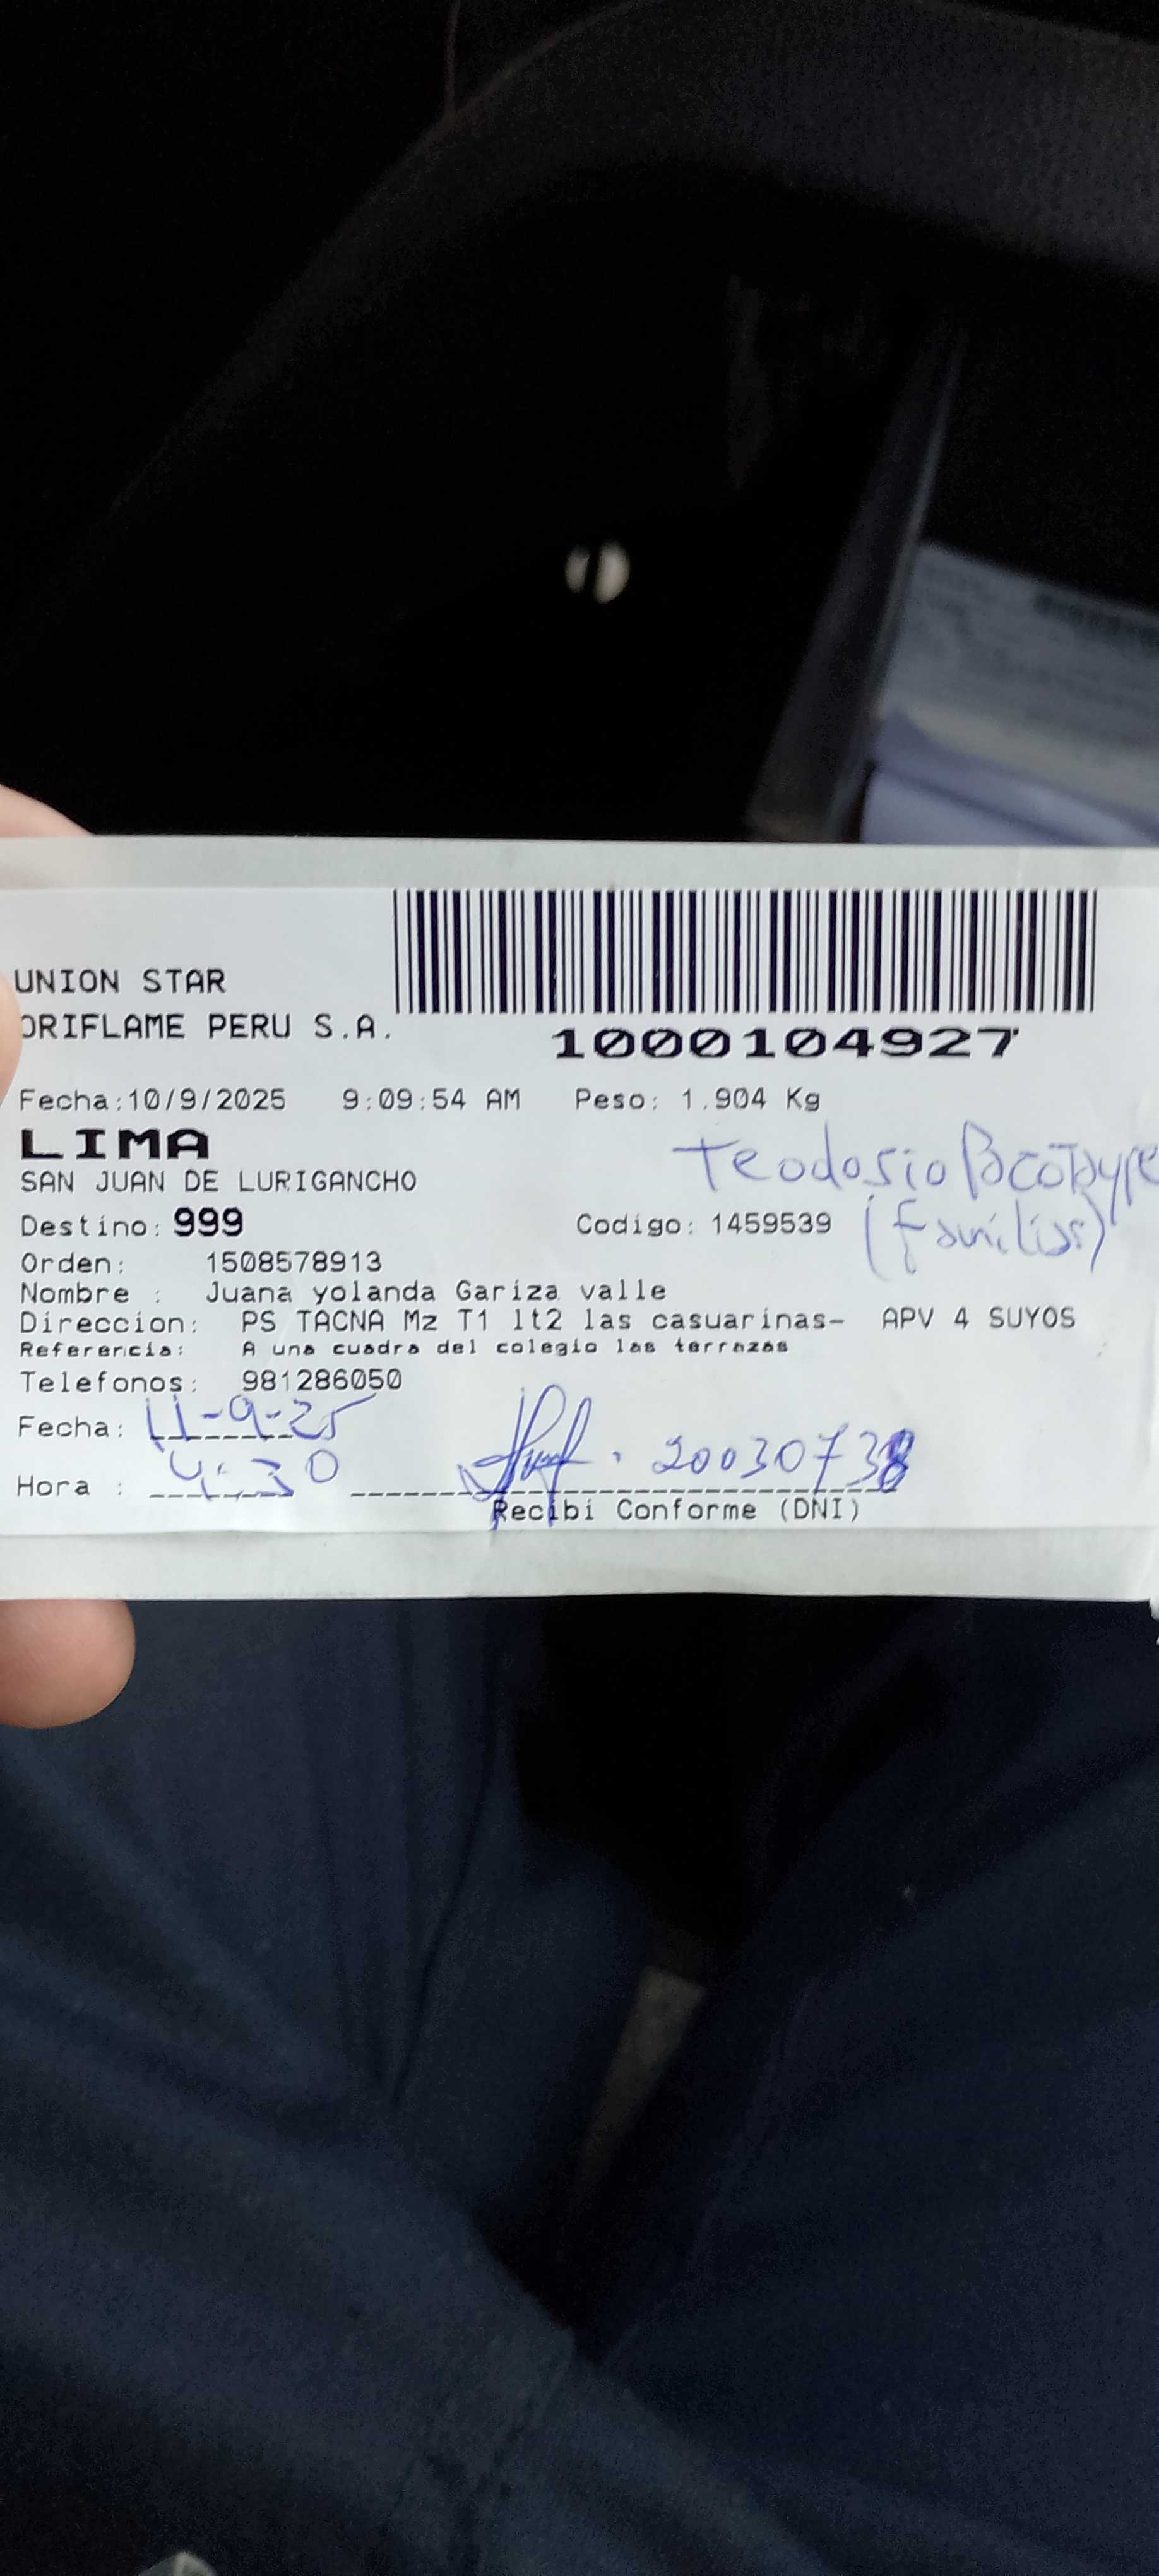 UNION STAR
ORIFLAME PERU S.A.
1000104927
Fecha:10/9/2025 9:09:54 AM Peso: 1.904 Kg
LIMA
Teodosio
SAN JUAN DE LURIGANCHO
Destino: 999 Codigo: 1459539 (familiar)
Orden: 1508578913
Nombre : Juana yolanda Gariza valle
Direccion: PS TACNA Mz T1 lt2 las casuarinas- APV 4 SUYOS
Referencia: A una cuadra del colegio las terrazas
Telefonos: 981286050
Fecha: 11-9-25
Hora : 4:30 20030738
Recibi Conforme (DNI)